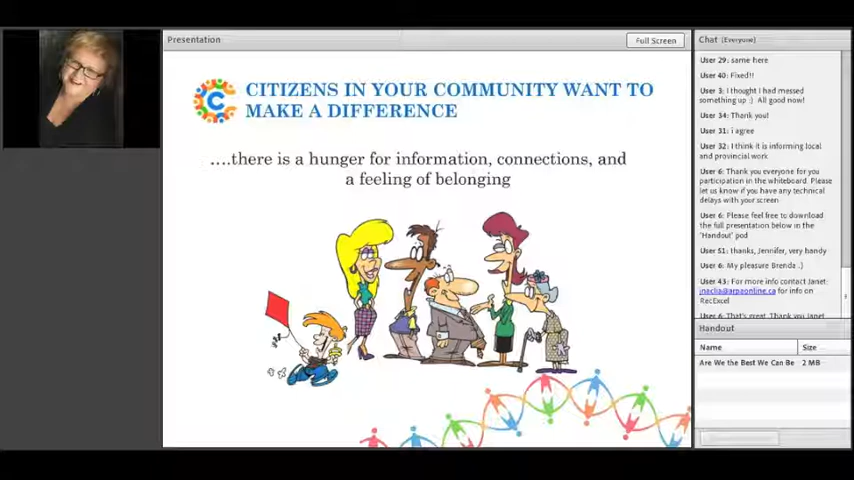 Presentation
Full Screen
CITIZENS IN YOUR COMMUNITY WANT TO
MAKE A DIFFERENCE
....there is a hunger for information, connections, and
a feeling of belonging
Chat (Everyone)
User 29: same here
User 40: Fixed!!
User 3: I thought I had messed
something up :) All good now!
User 34: Thank you!
User 31: i agree
User 32: I think it is informing local
and provincial work
User 6: Thank you everyone for you
participation in the whiteboard. Please
let us know if you have any technical
delays with your screen
User 6: Please feel free to download
the full presentation below in the
'Handout' pod
User 51: thanks, Jennifer, very handy
User 6: My pleasure Brenda :)
User 43: For more info contact Janet:
jnaclia@arpaonline.ca for info on
RecExcel
User 6: That's great. Thank you Janet
Handout
Name
Size
Are We the Best We Can Be
2 MB